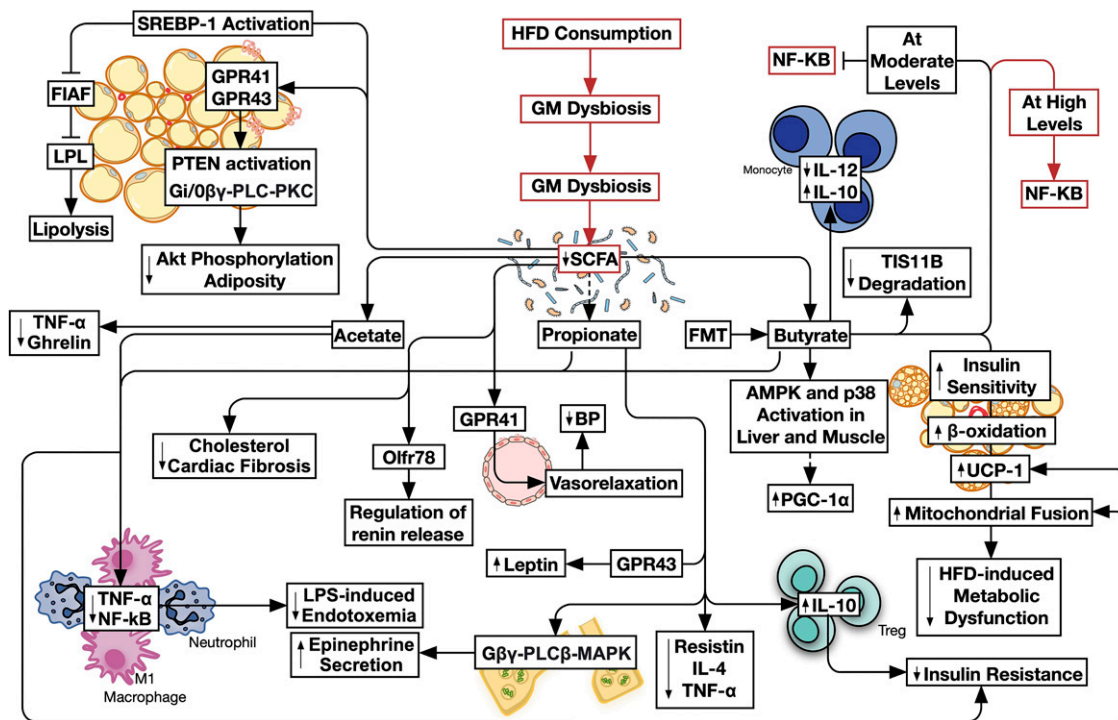 SREBP-1 Activation
FIAF
LPL
Lipolysis
GPR41
GPR43
PTEN activation
Gi/0βγ-PLC-PKC
↓ Akt Phosphorylation
Adiposity
HFD Consumption
GM Dysbiosis
GM Dysbiosis
↓SCFA
NF-KB
At
Moderate
Levels
At High
Levels
NF-KB
Monocyte
↓IL-12
↑IL-10
↓ TIS11B
Degradation
↓ TNF-α
Ghrelin
Acetate
Propionate
FMT
Butyrate
↑ Insulin
Sensitivity
↑ β-oxidation
↑UCP-1
↑ Mitochondrial Fusion
↓ HFD-induced
Metabolic
Dysfunction
AMPK and p38
Activation in
Liver and Muscle
↑PGC-1α
↓ Cholesterol
Cardiac Fibrosis
Olfr78
Regulation of
renin release
GPR41
↓BP
Vasorelaxation
↑Leptin
GPR43
↓ TNF-α
NF-kB
Neutrophil
M1
Macrophage
↓ LPS-induced
Endotoxemia
↑ Epinephrine
Secretion
Gβγ-PLCβ-MAPK
↓ Resistin
IL-4
TNF-α
↑IL-10
Treg
↓Insulin Resistance